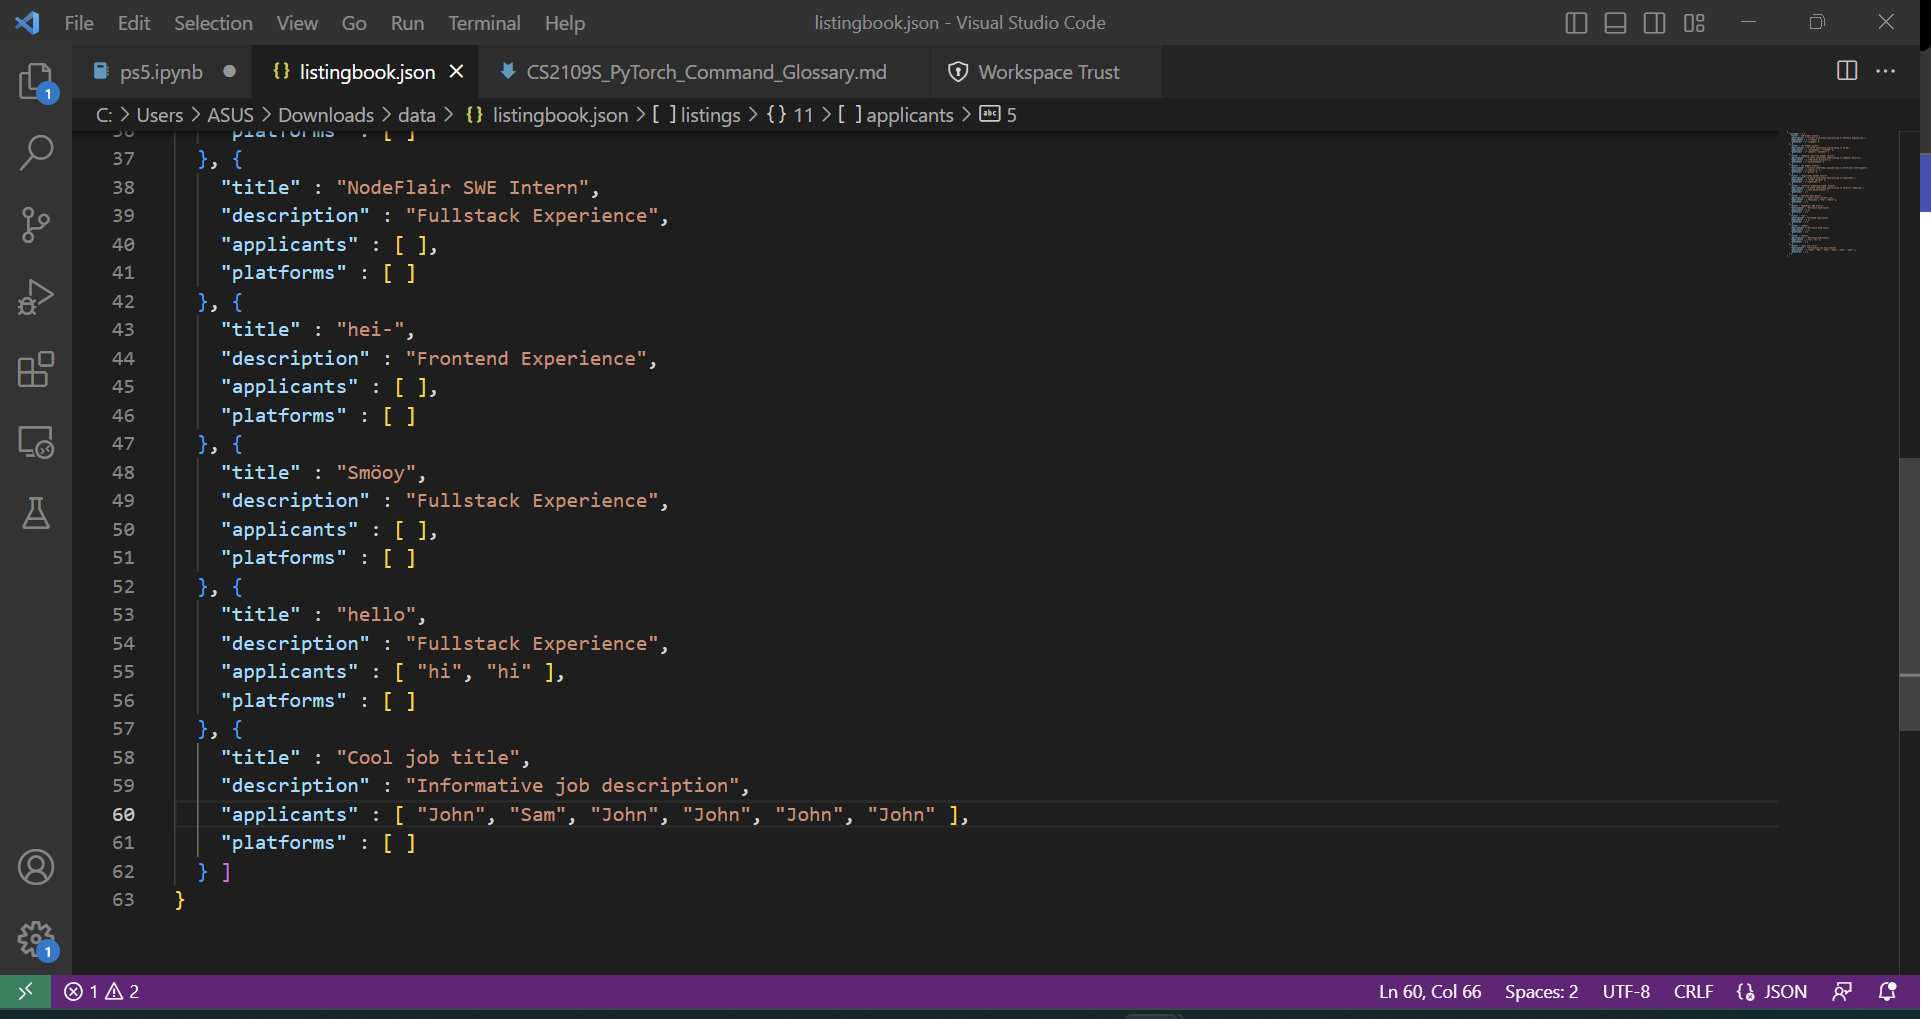 File Edit Selection View Go Run Terminal Help listingbook.json - Visual Studio Code
ps5.ipynb {} listingbook.json CS2109S_PyTorch_Command_Glossary.md Workspace Trust
C: > Users > ASUS > Downloads > data > {} listingbook.json > [ ] listings > {} 11 > [ ] applicants > abc 5
36 "platforms" : [ ]
37 }, {
38 "title" : "NodeFlair SWE Intern",
39 "description" : "Fullstack Experience",
40 "applicants" : [ ],
41 "platforms" : [ ]
42 }, {
43 "title" : "hei-",
44 "description" : "Frontend Experience",
45 "applicants" : [ ],
46 "platforms" : [ ]
47 }, {
48 "title" : "Smöoy",
49 "description" : "Fullstack Experience",
50 "applicants" : [ ],
51 "platforms" : [ ]
52 }, {
53 "title" : "hello",
54 "description" : "Fullstack Experience",
55 "applicants" : [ "hi", "hi" ],
56 "platforms" : [ ]
57 }, {
58 "title" : "Cool job title",
59 "description" : "Informative job description",
60 "applicants" : [ "John", "Sam", "John", "John", "John", "John" ],
61 "platforms" : [ ]
62 } ]
63 }
1
1
1 2 Ln 60, Col 66 Spaces: 2 UTF-8 CRLF {} JSON